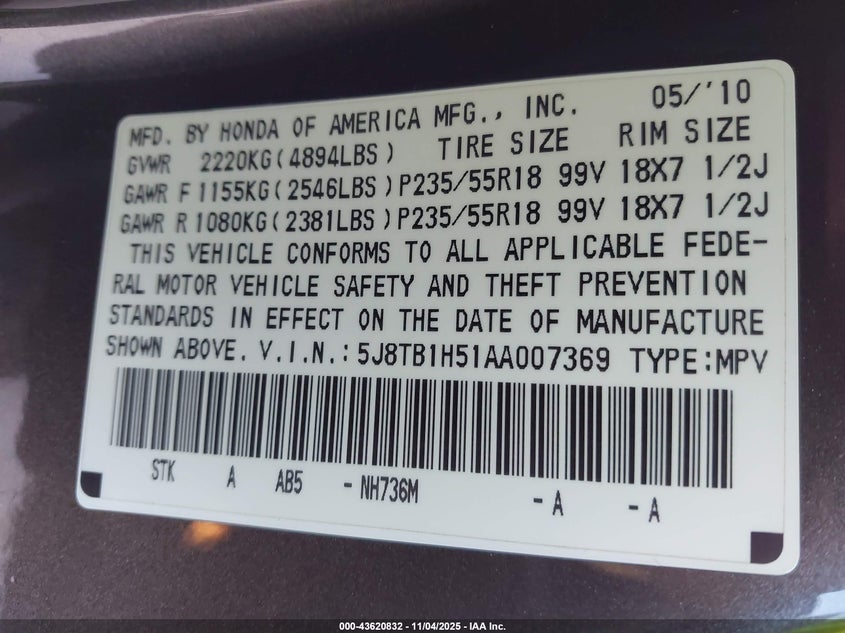 MFD. BY HONDA OF AMERICA MFG., INC. 05/'10
GVWR 2220KG(4894LBS) TIRE SIZE RIM SIZE
GAWR F 1155KG(2546LBS)P235/55R18 99V 18X7 1/2J
GAWR R 1080KG(2381LBS)P235/55R18 99V 18X7 1/2J
THIS VEHICLE CONFORMS TO ALL APPLICABLE FEDE-
RAL MOTOR VEHICLE SAFETY AND THEFT PREVENTION
STANDARDS IN EFFECT ON THE DATE OF MANUFACTURE
SHOWN ABOVE. V.I.N.:5J8TB1H51AA007369 TYPE:MPV
STK A AB5 - NH736M - A - A
000-43620832 - 11/04/2025 - IAA Inc.